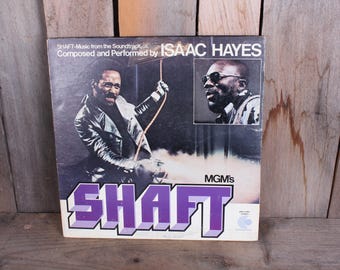 SHAFT-Music from the Soundtrack
Composed and Performed by ISAAC HAYES
MGM's
SHAFT